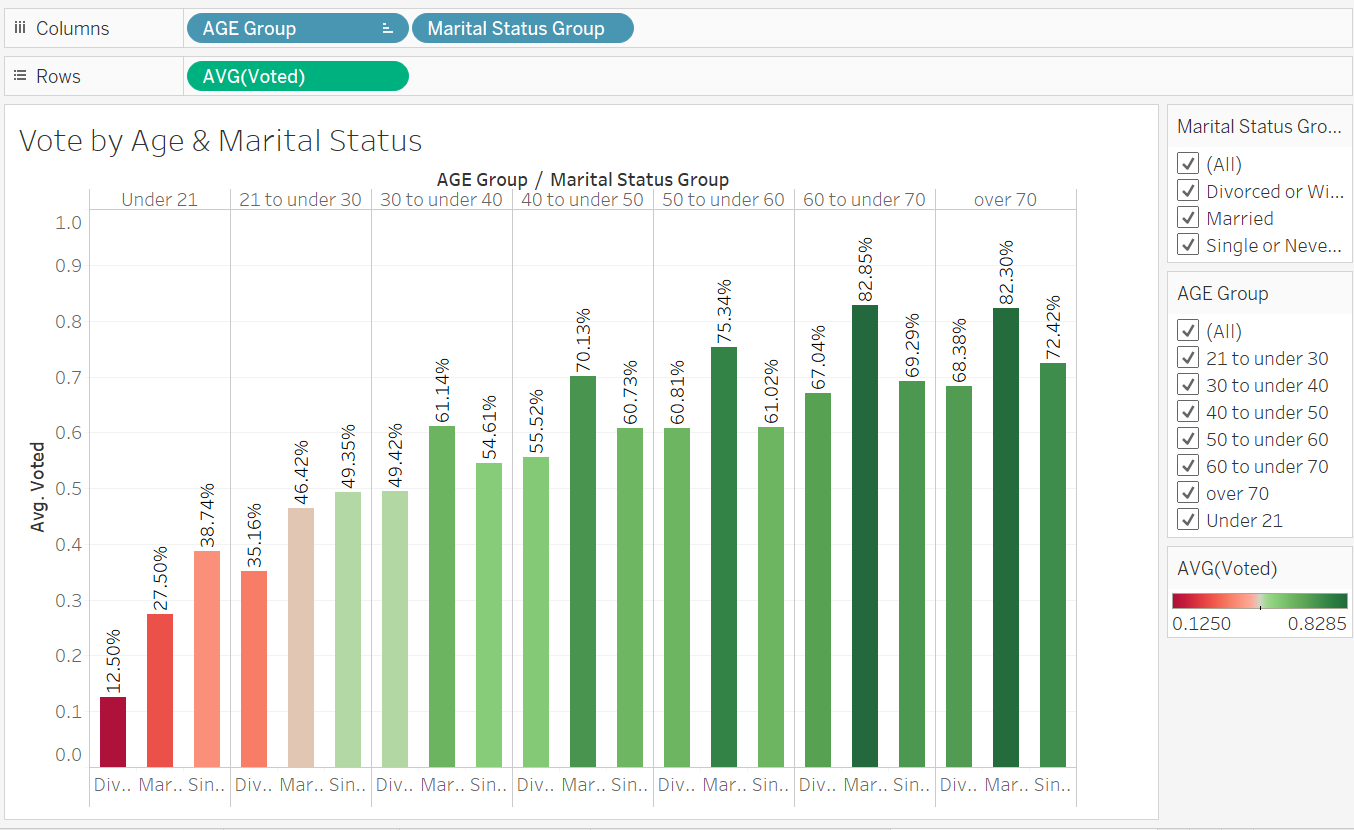 Columns
AGE Group
Marital Status Group
Rows
AVG(Voted)
Vote by Age & Marital Status
AGE Group / Marital Status Group
Under 21
21 to under 30
30 to under 40
40 to under 50
50 to under 60
60 to under 70
over 70
Avg. Voted
1.0
0.9
0.8
0.7
0.6
0.5
0.4
0.3
0.2
0.1
0.0
12.50%
27.50%
38.74%
35.16%
46.42%
49.35%
49.42%
61.14%
54.61%
55.52%
70.13%
60.73%
60.81%
75.34%
61.02%
67.04%
82.85%
69.29%
68.38%
82.30%
72.42%
Div.. Mar.. Sin.. Div.. Mar.. Sin.. Div.. Mar.. Sin.. Div.. Mar.. Sin.. Div.. Mar.. Sin.. Div.. Mar.. Sin.. Div.. Mar.. Sin..
Marital Status Gro...
(All)
Divorced or Wi...
Married
Single or Neve...
AGE Group
(All)
21 to under 30
30 to under 40
40 to under 50
50 to under 60
60 to under 70
over 70
Under 21
AVG(Voted)
0.1250 0.8285